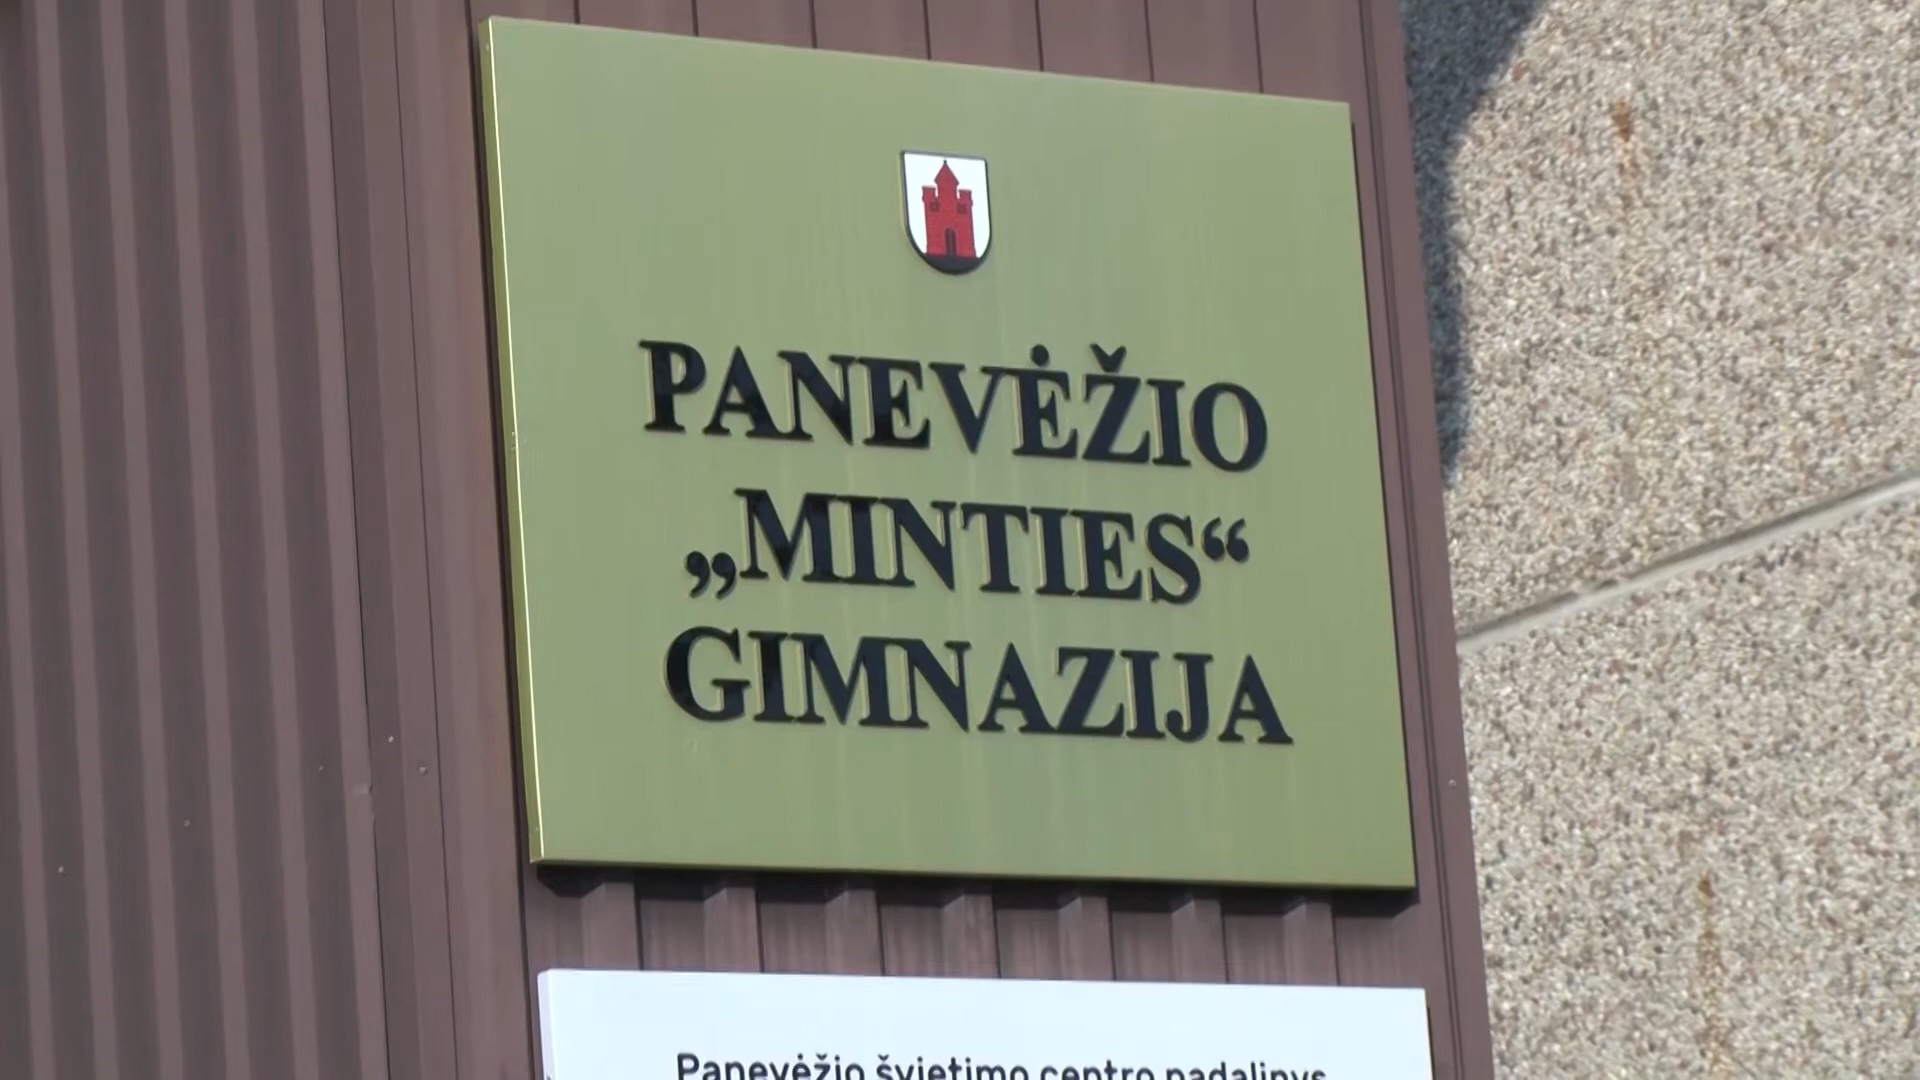 PANEVĖŽIO
„MINTIES“
GIMNAZIJA
Panevėžio švietimo centro padalinys